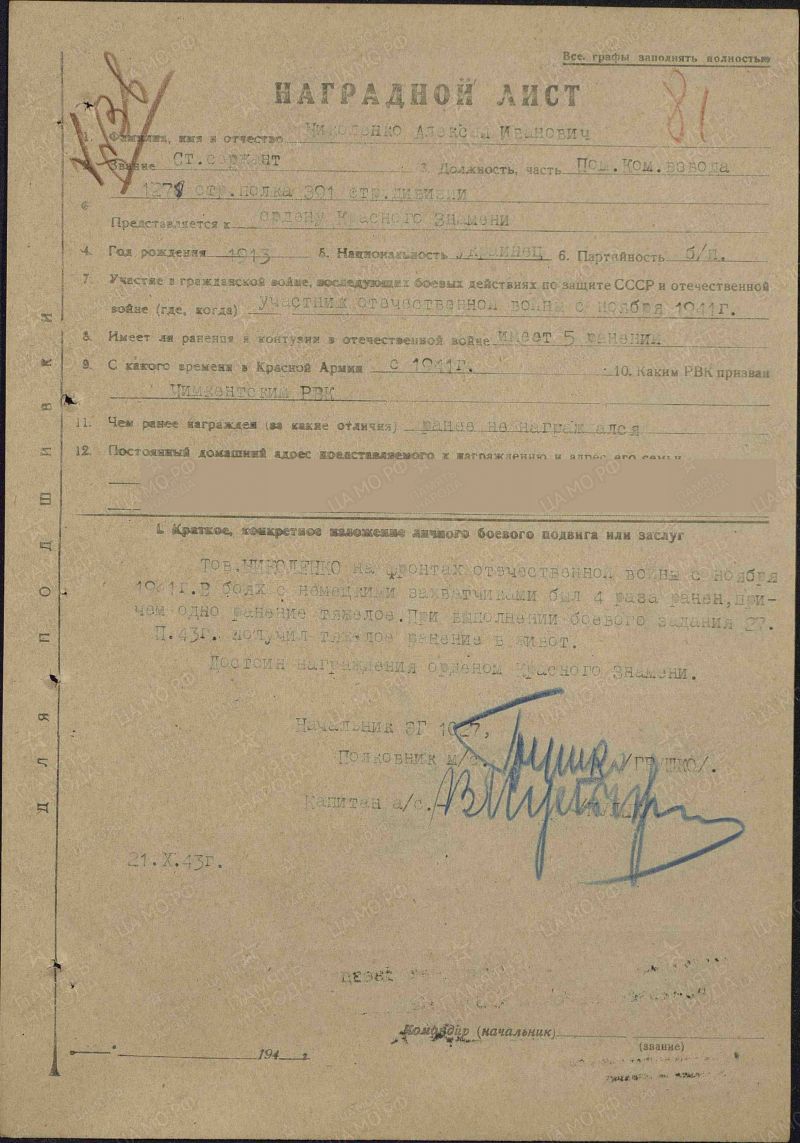 Все графы заполнять полностью
81
НАГРАДНОЙ ЛИСТ
1. Фамилия, имя и отчество Николенко Алексей Иванович
Звание Ст.сержант 3. Должность, часть Пом.Ком.взвода
1278 стр.полка 391 стр.дивизии
Представляется к ордену Красного Знамени
4. Год рождения 1913 5. Национальность Украинец 6. Партийность б/п.
7. Участие в гражданской войне, последующих боевых действиях по защите СССР и отечественной
войне (где, когда) участник отечественной войны с ноября 1941г.
8. Имеет ли ранения и контузии в отечественной войне имеет 5 ранений
9. С какого времени в Красной Армии с 1941г. 10. Каким РВК призван
Чимкентским РВК
11. Чем ранее награжден (за какие отличия) ранее не награждался
12. Постоянный домашний адрес представляемого к награждению и адрес его семьи
I. Краткое, конкретное изложение личного боевого подвига или заслуг
Тов.НИКОЛЕНКО на фронтах отечественной войны с ноября
1941г.В боях с немецкими захватчиками был 4 раза ранен,при-
чем одно ранение тяжелое.При выполнении боевого задания 27.
П.43г. получил тяжелое ранение в живот.
Достоин награждения орденом Красного Знамени.
Начальник ЭГ
Полковник м/с. /ГРУШКО/.
Капитан а/с.
21.X.43г.
Командир (начальник)
(звание)
194 г.
ДЛЯ ПОДШИВКИ